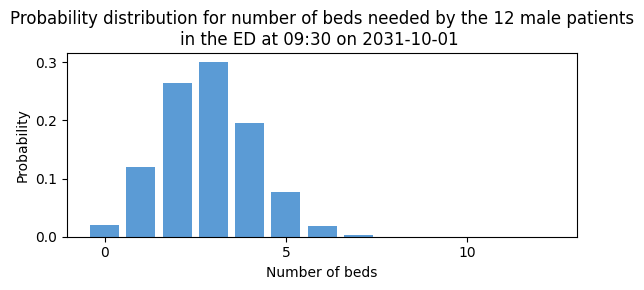 Probability distribution for number of beds needed by the 12 male patients
in the ED at 09:30 on 2031-10-01
0.3
0.2
0.1
0.0
Probability
0 5 10
Number of beds